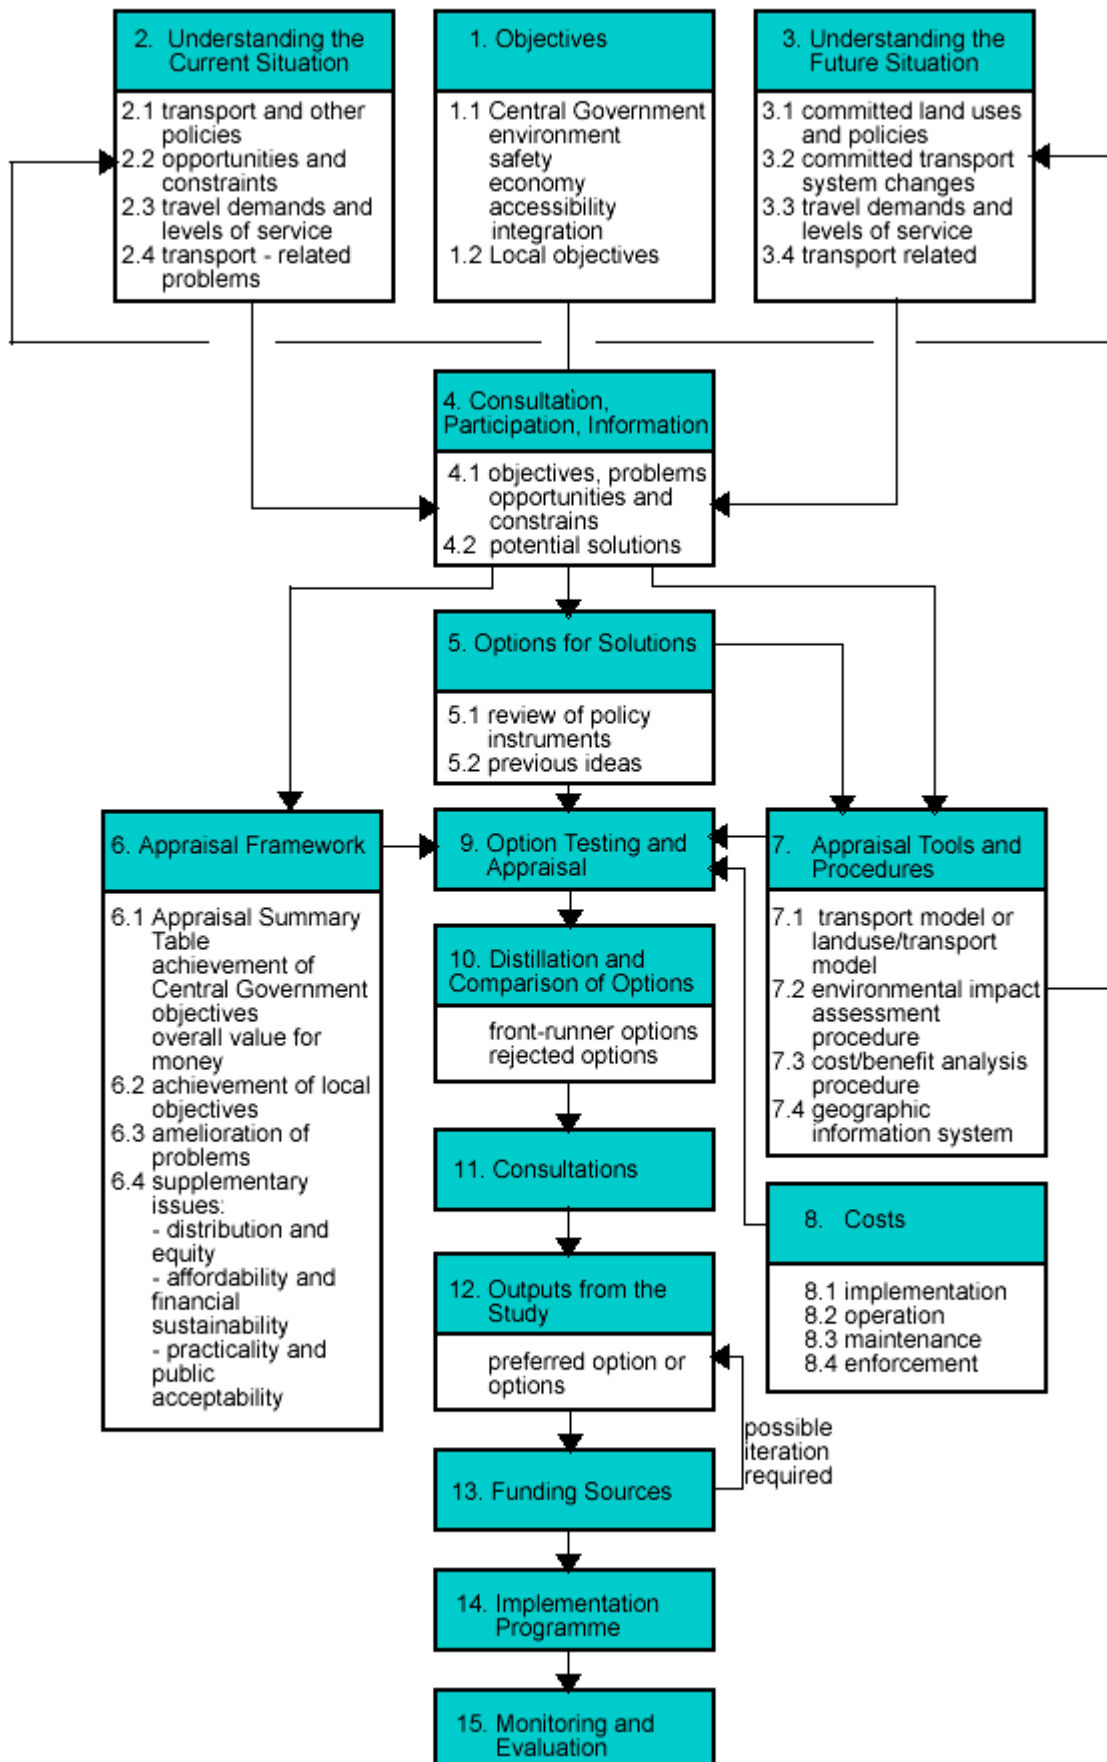 2. Understanding the
Current Situation
2.1 transport and other
policies
2.2 opportunities and
constraints
2.3 travel demands and
levels of service
2.4 transport - related
problems
1. Objectives
1.1 Central Government
environment
safety
economy
accessibility
integration
1.2 Local objectives
3. Understanding the
Future Situation
3.1 committed land uses
and policies
3.2 committed transport
system changes
3.3 travel demands and
levels of service
3.4 transport related
4. Consultation,
Participation, Information
4.1 objectives, problems
opportunities and
constrains
4.2 potential solutions
5. Options for Solutions
5.1 review of policy
instruments
5.2 previous ideas
6. Appraisal Framework
6.1 Appraisal Summary
Table
achievement of
Central Government
objectives
overall value for
money
6.2 achievement of local
objectives
6.3 amelioration of
problems
6.4 supplementary
issues:
- distribution and
equity
- affordability and
financial
sustainability
- practicality and
public
acceptability
9. Option Testing and
Appraisal
7. Appraisal Tools and
Procedures
7.1 transport model or
landuse/transport
model
7.2 environmental impact
assessment
procedure
7.3 cost/benefit analysis
procedure
7.4 geographic
information system
10. Distillation and
Comparison of Options
front-runner options
rejected options
11. Consultations
8. Costs
8.1 implementation
8.2 operation
8.3 maintenance
8.4 enforcement
12. Outputs from the
Study
preferred option or
options
possible
iteration
required
13. Funding Sources
14. Implementation
Programme
15. Monitoring and
Evaluation